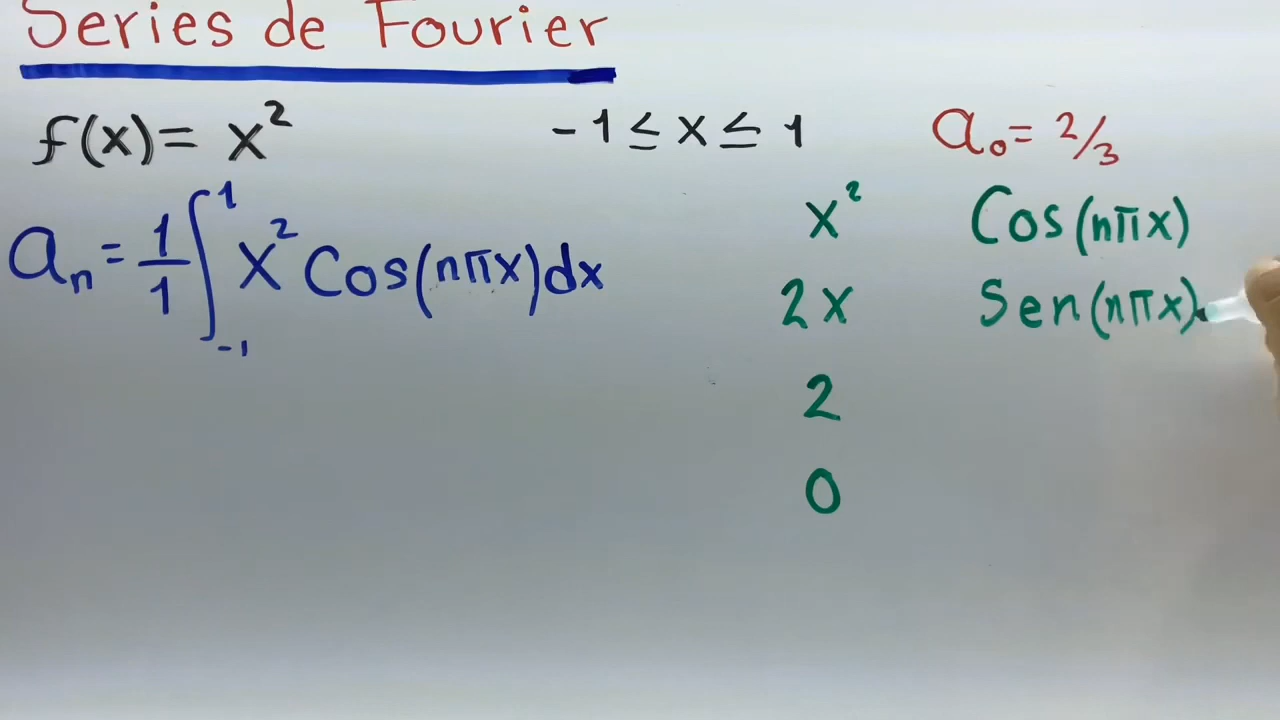 Series de Fourier
f(x) = x² -1 ≤ x ≤ 1 a₀ = 2/3
aₙ = 1/1 ∫₋₁¹ x² Cos(nπx)dx
x² Cos(nπx)
2x Sen(nπx)
2
0